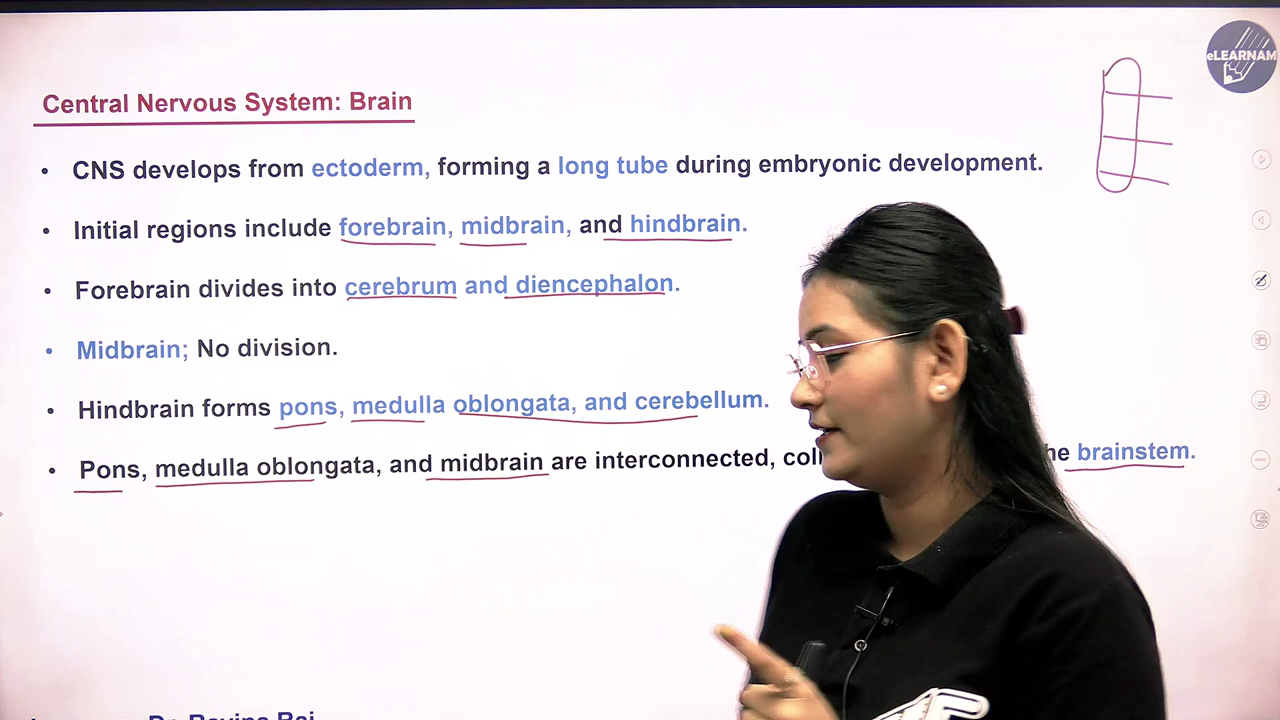 eLEARNAM
Central Nervous System: Brain
• CNS develops from ectoderm, forming a long tube during embryonic development.
• Initial regions include forebrain, midbrain, and hindbrain.
• Forebrain divides into cerebrum and diencephalon.
• Midbrain; No division.
• Hindbrain forms pons, medulla oblongata, and cerebellum.
• Pons, medulla oblongata, and midbrain are interconnected, brainstem.